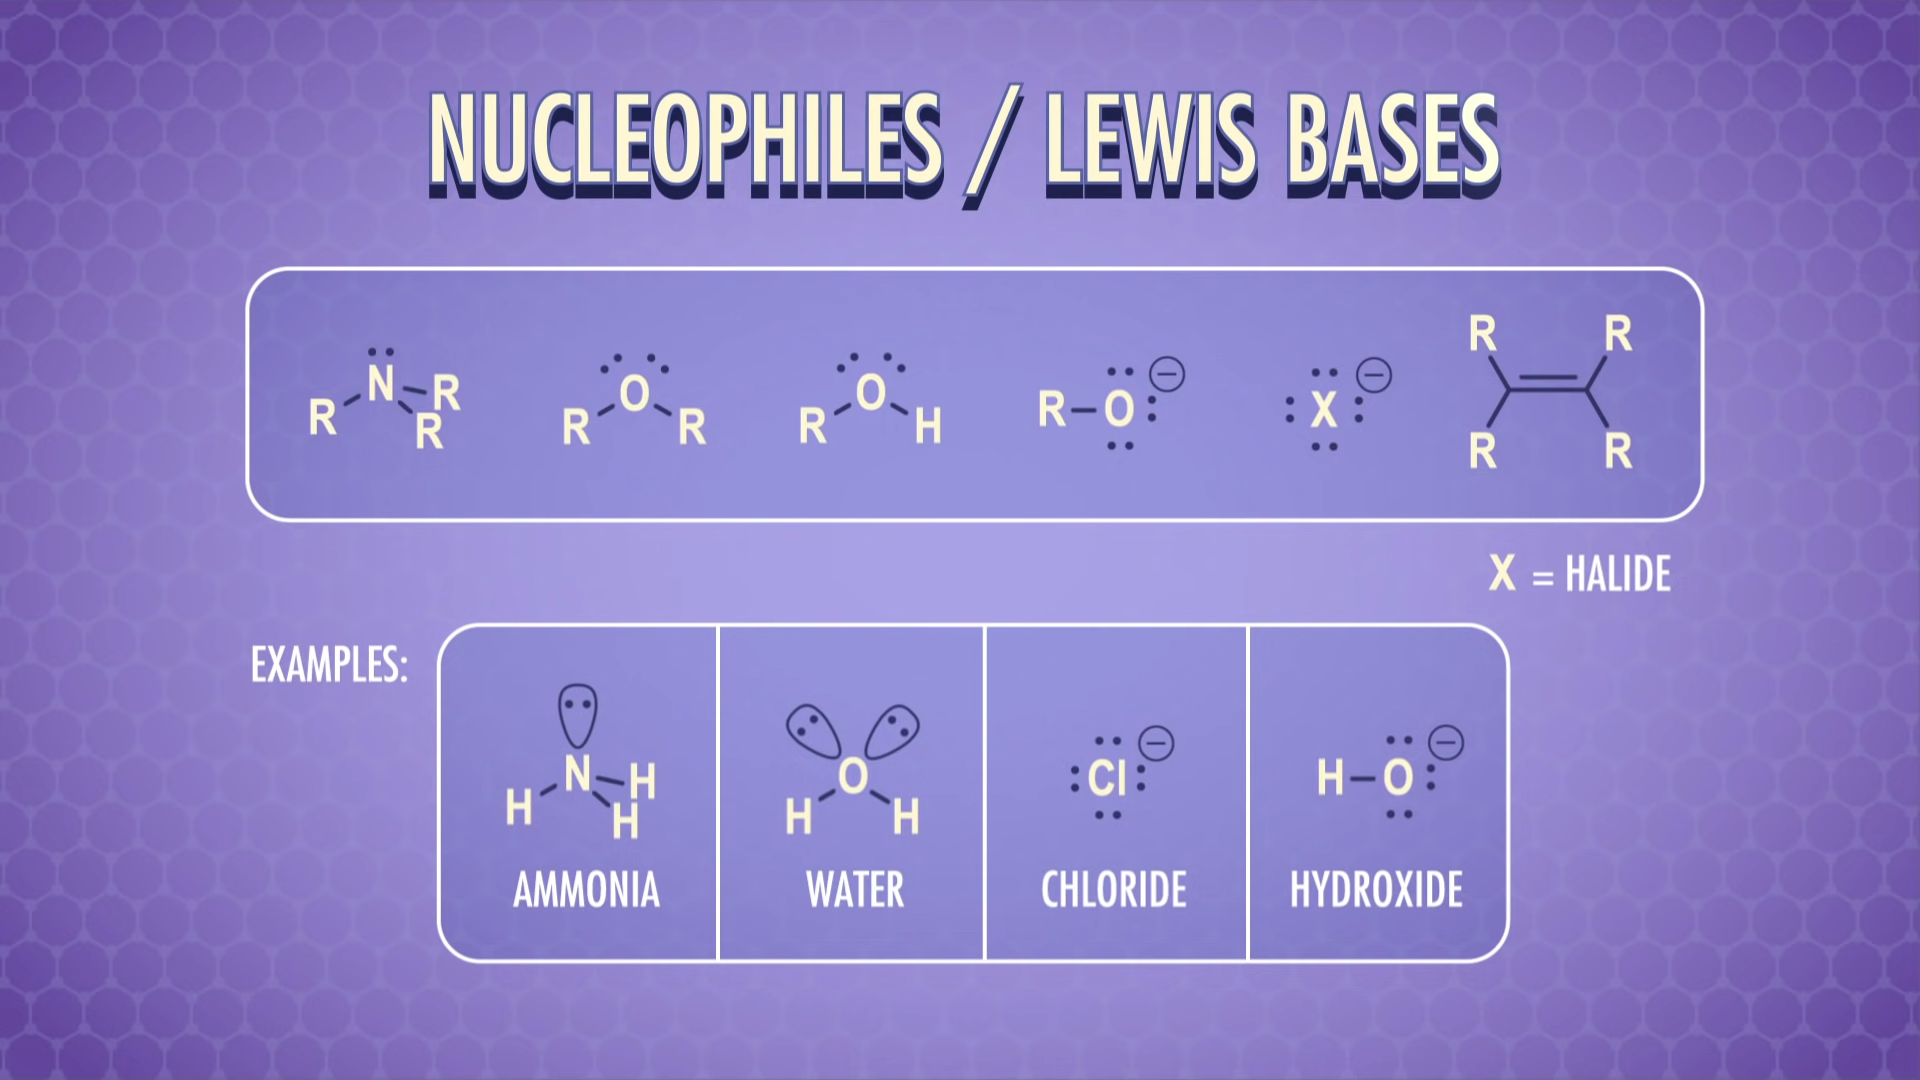 NUCLEOPHILES / LEWIS BASES
R N R R
R O R
R O H
R O
X
R R R R
X = HALIDE
EXAMPLES:
H N H H
AMMONIA
H O H
WATER
Cl
CHLORIDE
H O
HYDROXIDE